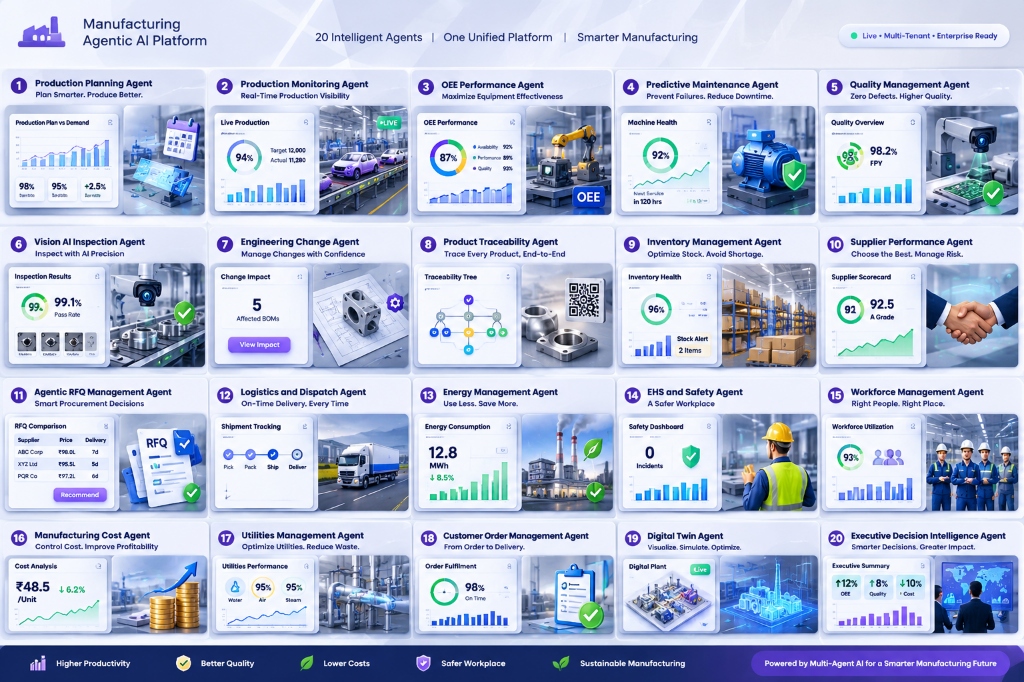 Manufacturing
Agentic AI Platform
20 Intelligent Agents | One Unified Platform | Smarter Manufacturing
Live • Multi-Tenant • Enterprise Ready
1 Production Planning Agent
Plan Smarter. Produce Better.
Production Plan vs Demand
98% 95% +2.5%
2 Production Monitoring Agent
Real-Time Production Visibility
Live Production
94%
Target 12,000
Actual 11,280
•LIVE
3 OEE Performance Agent
Maximize Equipment Effectiveness
OEE Performance
87%
Availability 92%
Performance 89%
Quality 93%
OEE
4 Predictive Maintenance Agent
Prevent Failures. Reduce Downtime.
Machine Health
92%
in 120 hrs
5 Quality Management Agent
Zero Defects. Higher Quality.
Quality Overview
98.2%
FPY
6 Vision AI Inspection Agent
Inspect with AI Precision
Inspection Results
99%
99.1%
Pass Rate
7 Engineering Change Agent
Manage Changes with Confidence
Change Impact
5
Affected BOMs
View Impact
8 Product Traceability Agent
Trace Every Product, End-to-End
Traceability Tree
9 Inventory Management Agent
Optimize Stock. Avoid Shortage.
Inventory Health
96%
Stock Alert
2 Items
10 Supplier Performance Agent
Choose the Best. Manage Risk.
Supplier Scorecard
92
92.5
A Grade
11 Agentic RFQ Management Agent
Smart Procurement Decisions
RFQ Comparison
Supplier Price Delivery
ABC Corp ₹98.0L 7d
XYZ Ltd ₹95.5L 5d
PQR Co ₹97.2L 6d
Recommend
RFQ
12 Logistics and Dispatch Agent
On-Time Delivery, Every Time
Shipment Tracking
Pick Pack Ship Deliver
13 Energy Management Agent
Use Less. Save More.
Energy Consumption
12.8
MWh
↓ 8.5%
14 EHS and Safety Agent
A Safer Workplace
Safety Dashboard
0
Incidents
15 Workforce Management Agent
Right People. Right Place.
Workforce Utilization
93%
16 Manufacturing Cost Agent
Control Cost. Improve Profitability
Cost Analysis
₹48.5
/Unit
↓ 6.2%
17 Utilities Management Agent
Optimize Utilities. Reduce Waste.
Utilities Performance
95% 95%
Water Air Steam
18 Customer Order Management Agent
From Order to Delivery.
Order Fulfilment
98%
On Time
19 Digital Twin Agent
Visualize. Simulate. Optimize.
Digital Plant
Live
20 Executive Decision Intelligence Agent
Smarter Decisions. Greater Impact.
Executive Summary
↑12% ↑8% ↓10%
OEE Quality Cost
Higher Productivity
Better Quality
Lower Costs
Safer Workplace
Sustainable Manufacturing
Powered by Multi-Agent AI for a Smarter Manufacturing Future